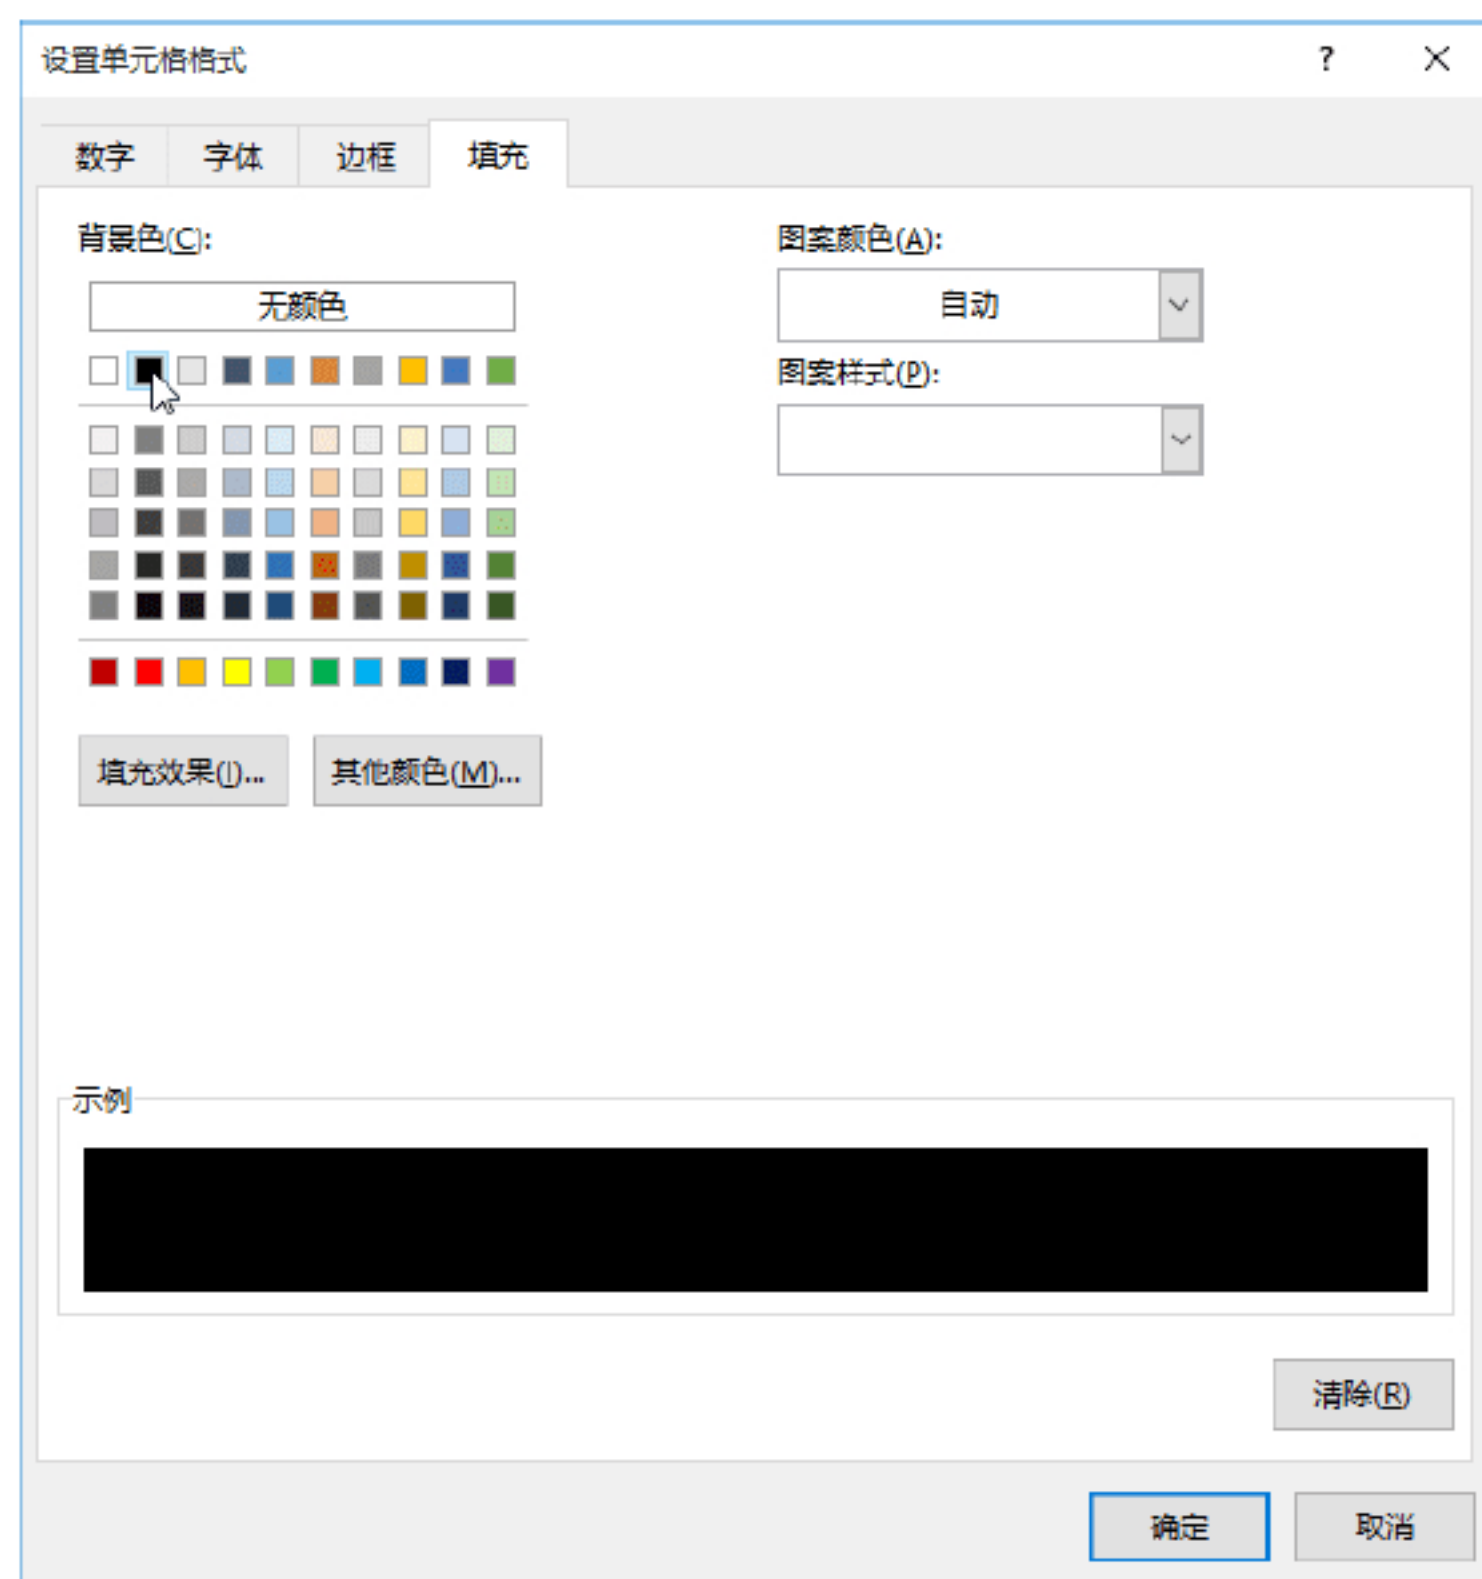 设置单元格格式 ?
数字 字体 边框 填充
背景色(C):
无颜色
填充效果(I)... 其他颜色(M)...
图案颜色(A):
自动
图案样式(P):
示例
清除(R)
确定 取消